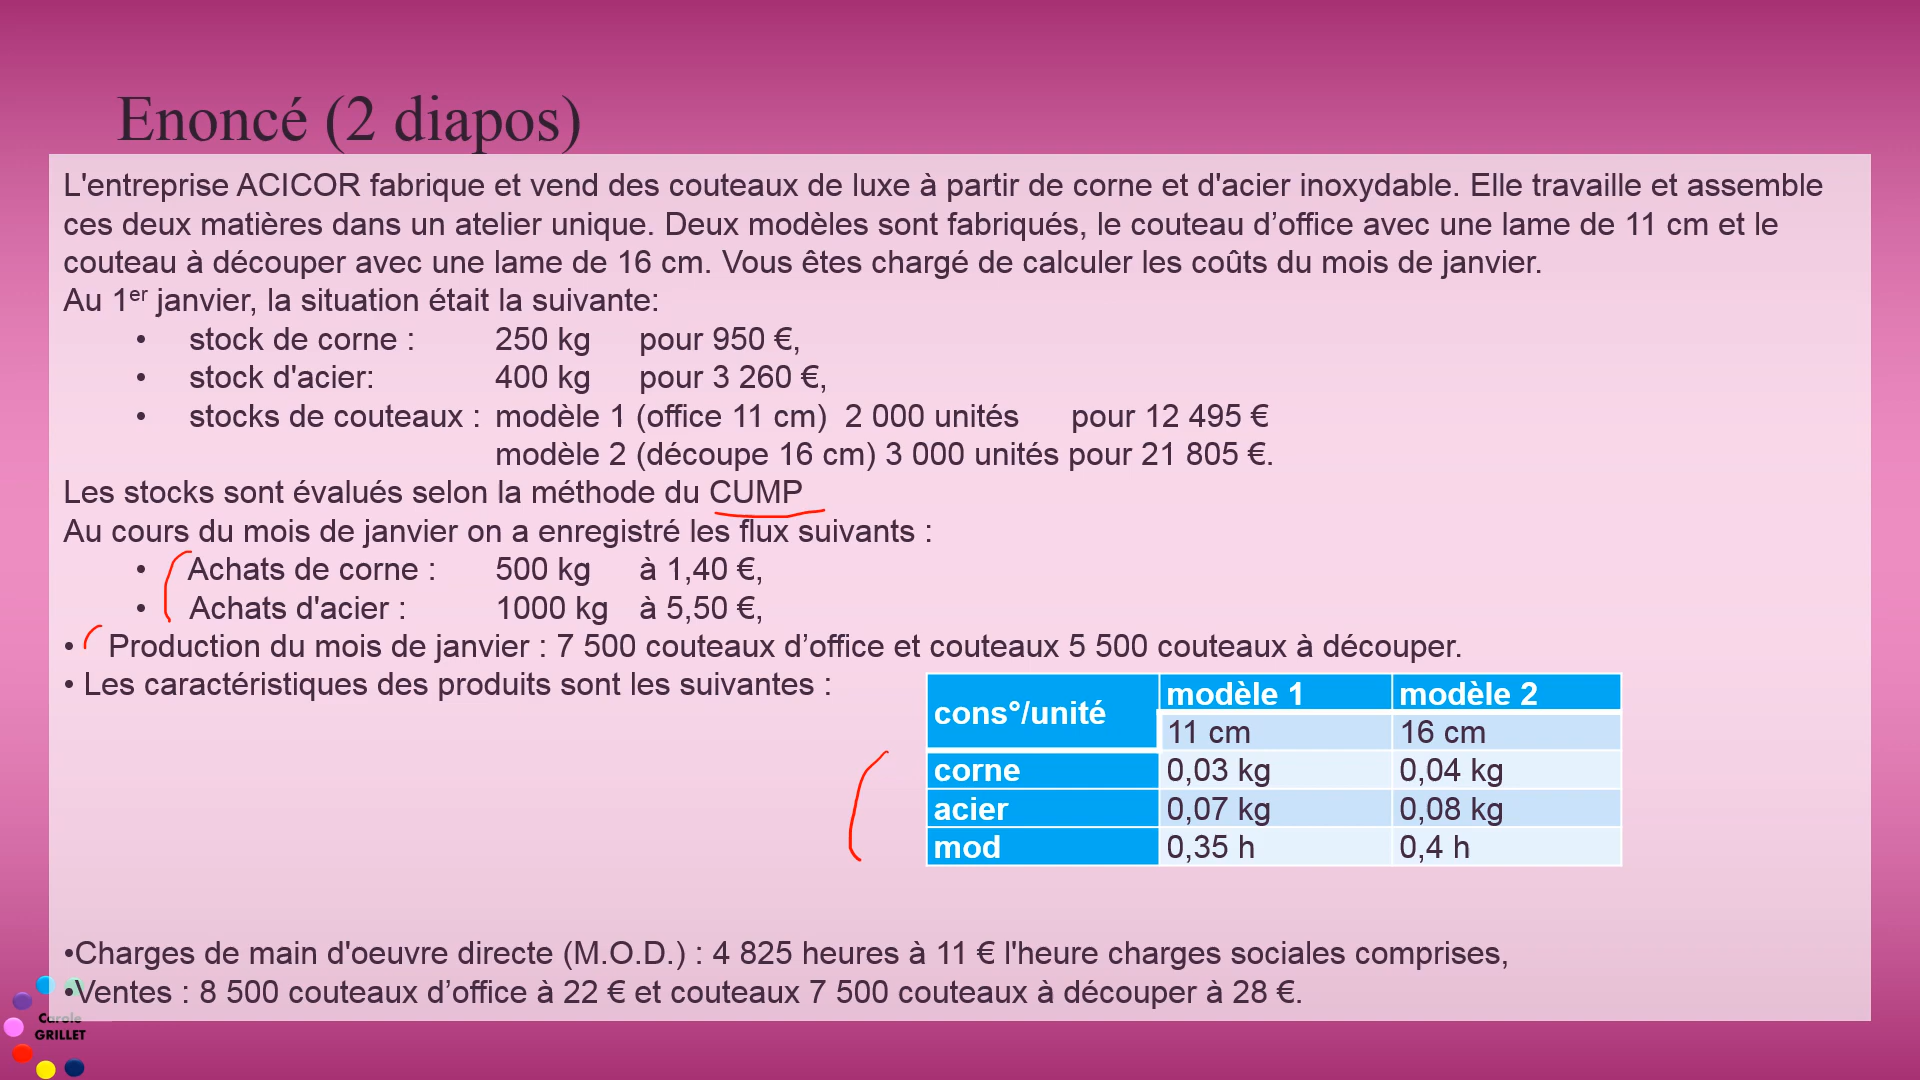 Enoncé (2 diapos)
L'entreprise ACICOR fabrique et vend des couteaux de luxe à partir de corne et d'acier inoxydable. Elle travaille et assemble
ces deux matières dans un atelier unique. Deux modèles sont fabriqués, le couteau d’office avec une lame de 11 cm et le
couteau à découper avec une lame de 16 cm. Vous êtes chargé de calculer les coûts du mois de janvier.
Au 1er janvier, la situation était la suivante:
• stock de corne : 250 kg pour 950 €,
• stock d'acier: 400 kg pour 3 260 €,
• stocks de couteaux : modèle 1 (office 11 cm) 2 000 unités pour 12 495 €
modèle 2 (découpe 16 cm) 3 000 unités pour 21 805 €.
Les stocks sont évalués selon la méthode du CUMP
Au cours du mois de janvier on a enregistré les flux suivants :
• Achats de corne : 500 kg à 1,40 €,
• Achats d'acier : 1000 kg à 5,50 €,
• Production du mois de janvier : 7 500 couteaux d’office et couteaux 5 500 couteaux à découper.
• Les caractéristiques des produits sont les suivantes :
cons°/unité modèle 1 modèle 2
11 cm 16 cm
corne 0,03 kg 0,04 kg
acier 0,07 kg 0,08 kg
mod 0,35 h 0,4 h
•Charges de main d'oeuvre directe (M.O.D.) : 4 825 heures à 11 € l'heure charges sociales comprises,
•Ventes : 8 500 couteaux d’office à 22 € et couteaux 7 500 couteaux à découper à 28 €.
Carole
GRILLET